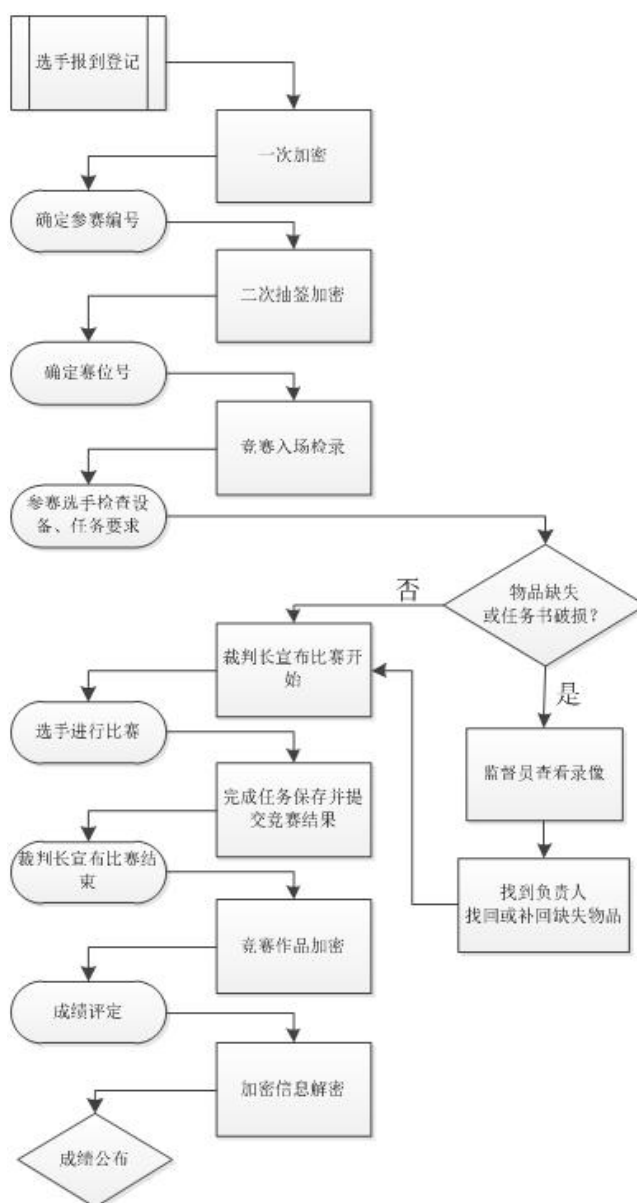 选手报到登记
一次加密
确定参赛编号
二次抽签加密
确定赛位号
竞赛入场检录
参赛选手检查设
备、任务要求
物品缺失
或任务书破损?
否
是
裁判长宣布比赛开
始
选手进行比赛
监督员查看录像
完成任务保存并提
交竞赛结果
裁判长宣布比赛结
束
找到负责人
找回或补回缺失物品
竞赛作品加密
成绩评定
加密信息解密
成绩公布